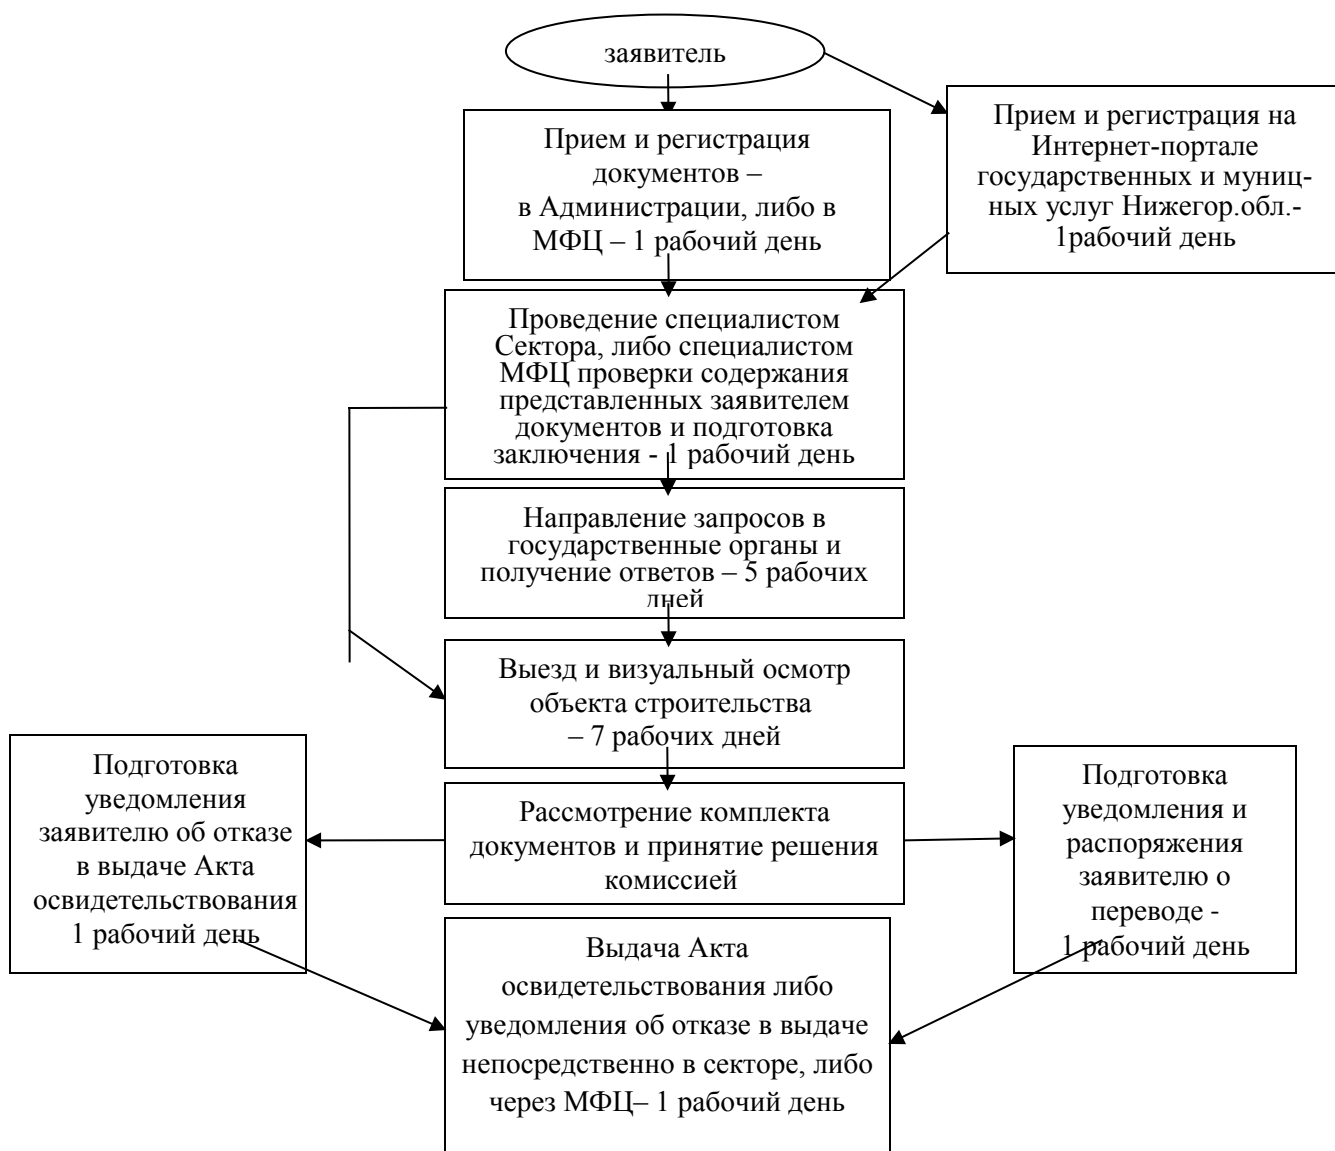 заявитель
Прием и регистрация
документов –
в Администрации, либо в
МФЦ – 1 рабочий день
Прием и регистрация на
Интернет-портале
государственных и муниц-
ных услуг Нижегор.обл.-
1рабочий день
Проведение специалистом
Сектора, либо специалистом
МФЦ проверки содержания
представленных заявителем
документов и подготовка
заключения - 1 рабочий день
Направление запросов в
государственные органы и
получение ответов – 5 рабочих
дней
Выезд и визуальный осмотр
объекта строительства
– 7 рабочих дней
Подготовка
уведомления
заявителю об отказе
в выдаче Акта
освидетельствования
1 рабочий день
Рассмотрение комплекта
документов и принятие решения
комиссией
Подготовка
уведомления и
распоряжения
заявителю о
переводе -
1 рабочий день
Выдача Акта
освидетельствования либо
уведомления об отказе в выдаче
непосредственно в секторе, либо
через МФЦ– 1 рабочий день